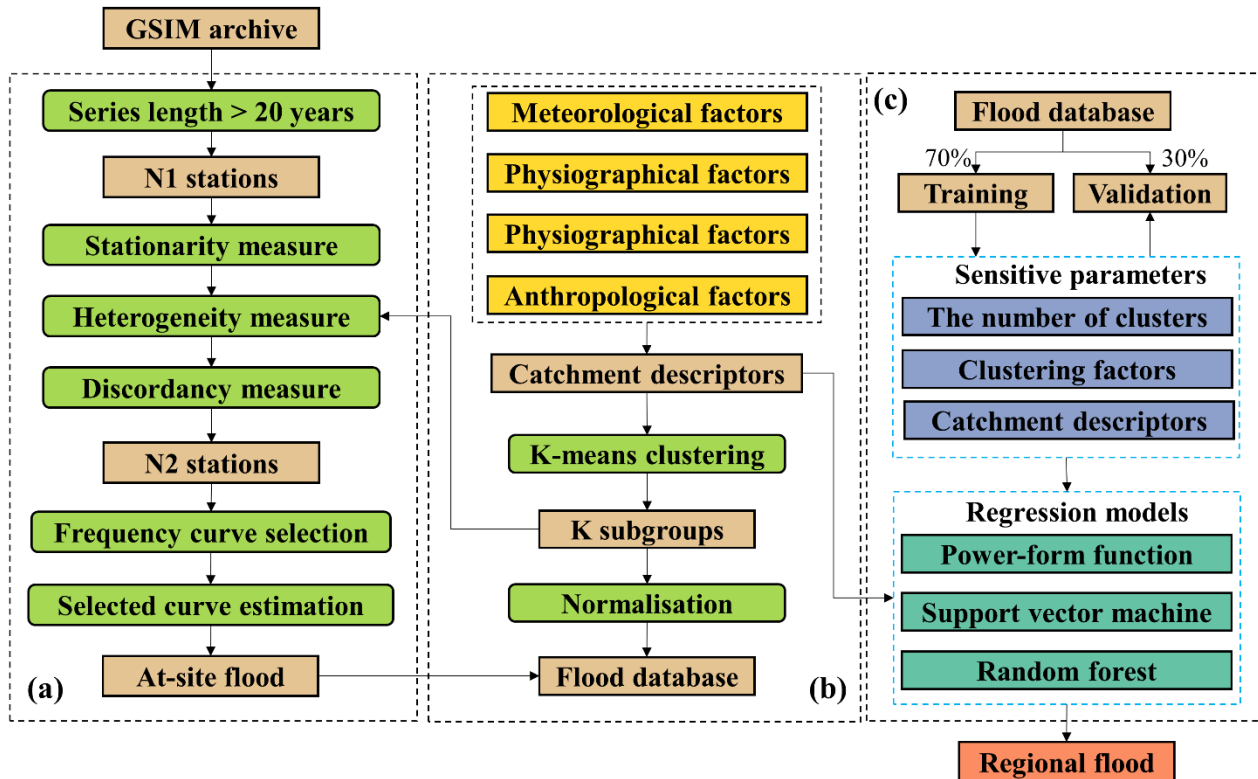 GSIM archive
Series length > 20 years
N1 stations
Stationarity measure
Heterogeneity measure
Discordancy measure
N2 stations
Frequency curve selection
Selected curve estimation
At-site flood
(a)
Meteorological factors
Physiographical factors
Physiographical factors
Anthropological factors
Catchment descriptors
K-means clustering
K subgroups
Normalisation
Flood database
(b)
(c)
Flood database
70%
30%
Training
Validation
Sensitive parameters
The number of clusters
Clustering factors
Catchment descriptors
Regression models
Power-form function
Support vector machine
Random forest
Regional flood